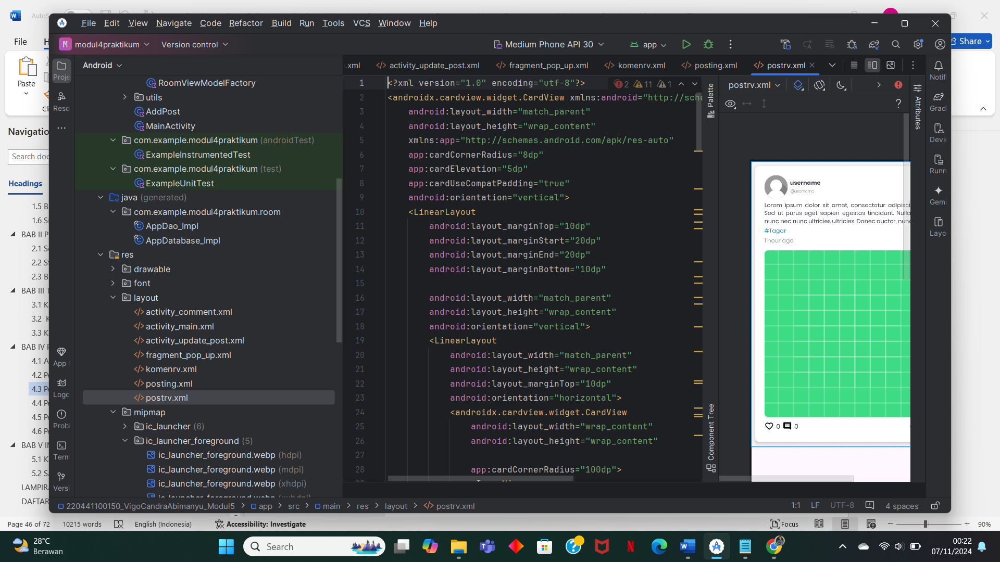 AutoS
File
H
Share
Paste
Cli
Navigation
Search doc
Headings
1.5 B
1.6 Si
BAB II P
2.1 S
2.2 S
2.3 B
BAB III T
3.1 K
3.2 K
3.3 K
BAB IV P
4.1 A
4.2 Pe
4.3 Pe
4.4 Pe
4.5 Pe
4.6 Pe
BAB V IM
5.1 K
5.2 Sa
LAMPIRA
DAFTAR
File Edit View Navigate Code Refactor Build Run Tools VCS Window Help
M modul4praktikum Version control Medium Phone API 30 app
Proje
Reso
App
Logc
Probl
Term
Versi
Android
RoomViewModelFactory
utils
AddPost
MainActivity
com.example.modul4praktikum (androidTest)
ExampleInstrumentedTest
com.example.modul4praktikum (test)
ExampleUnitTest
java (generated)
com.example.modul4praktikum.room
AppDao_Impl
AppDatabase_Impl
res
drawable
font
layout
activity_comment.xml
activity_main.xml
activity_update_post.xml
fragment_pop_up.xml
komenrv.xml
posting.xml
postrv.xml
mipmap
ic_launcher (6)
ic_launcher_foreground (5)
ic_launcher_foreground.webp (hdpi)
ic_launcher_foreground.webp (mdpi)
ic_launcher_foreground.webp (xhdpi)
.xml activity_update_post.xml fragment_pop_up.xml komenrv.xml posting.xml postrv.xml
2 11 1
1 <?xml version="1.0" encoding="utf-8"?>
2 <androidx.cardview.widget.CardView xmlns:android="http://sche
3 android:layout_width="match_parent"
4 android:layout_height="wrap_content"
5 xmlns:app="http://schemas.android.com/apk/res-auto"
6 app:cardCornerRadius="8dp"
7 app:cardElevation="5dp"
8 app:cardUseCompatPadding="true"
9 android:orientation="vertical">
10 <LinearLayout
11 android:layout_marginTop="10dp"
12 android:layout_marginStart="20dp"
13 android:layout_marginEnd="20dp"
14 android:layout_marginBottom="10dp"
15
16 android:layout_width="match_parent"
17 android:layout_height="wrap_content"
18 android:orientation="vertical">
19 <LinearLayout
20 android:layout_width="match_parent"
21 android:layout_height="wrap_content"
22 android:layout_marginTop="10dp"
23 android:orientation="horizontal">
24 <androidx.cardview.widget.CardView
25 android:layout_width="wrap_content"
26 android:layout_height="wrap_content"
27
28 app:cardCornerRadius="100dp">
Palette
Component Tree
postrv.xml
?
Attributes
username
@username
Lorem ipsum dolor sit amet, consectetur adipisci
Sed ut purus eget sapien egestas tincidunt. Nulla
nunc nec nunc ultricies ultricies. Donec auctor, nunc
#Tagar
1 hour ago
0 0
Notifi
Gradl
Devic
Runn
Gemi
Layo
220441100150_VigoCandraAbimanyu_Modul5 > app > src > main > res > layout > postrv.xml
1:1 LF UTF-8 4 spaces
Page 46 of 72 10215 words English (Indonesia) Accessibility: Investigate Focus 90%
28°C
Berawan
Search
00:22
07/11/2024